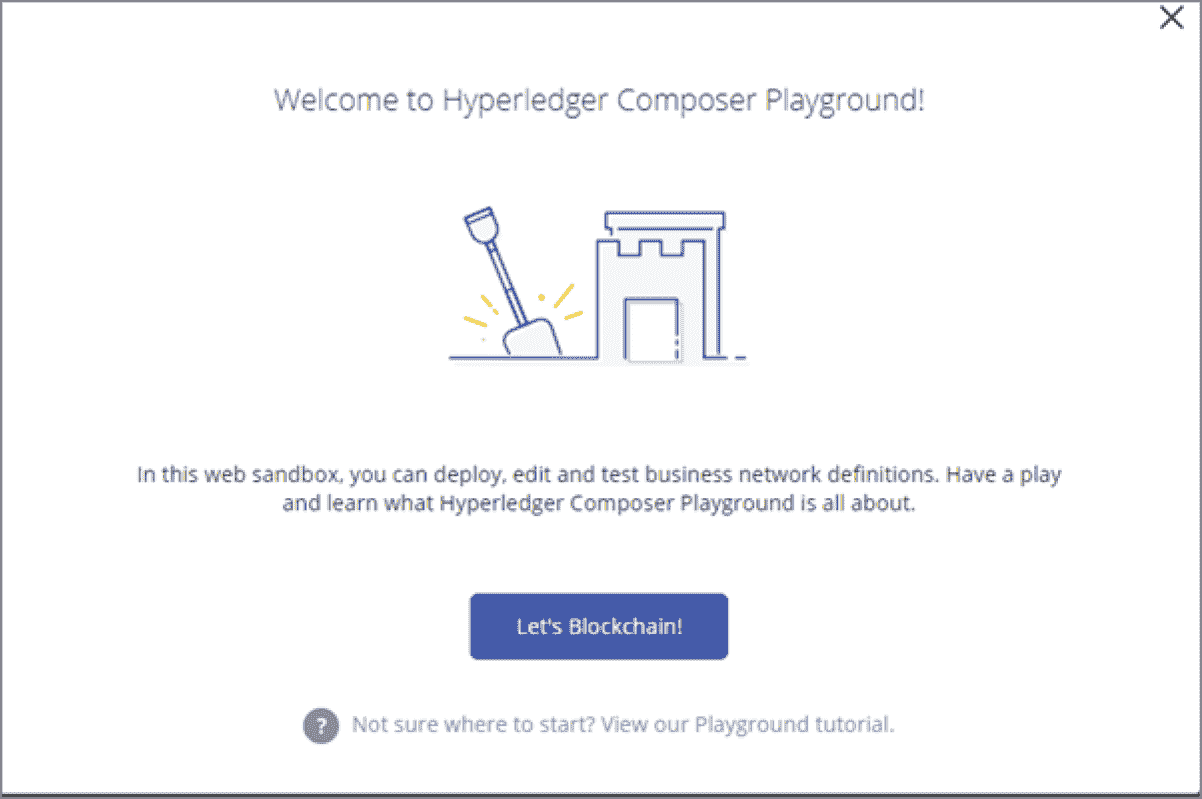 Welcome to Hyperledger Composer Playground!
In this web sandbox, you can deploy, edit and test business network definitions. Have a play
and learn what Hyperledger Composer Playground is all about.
Let's Blockchain!
? Not sure where to start? View our Playground tutorial.